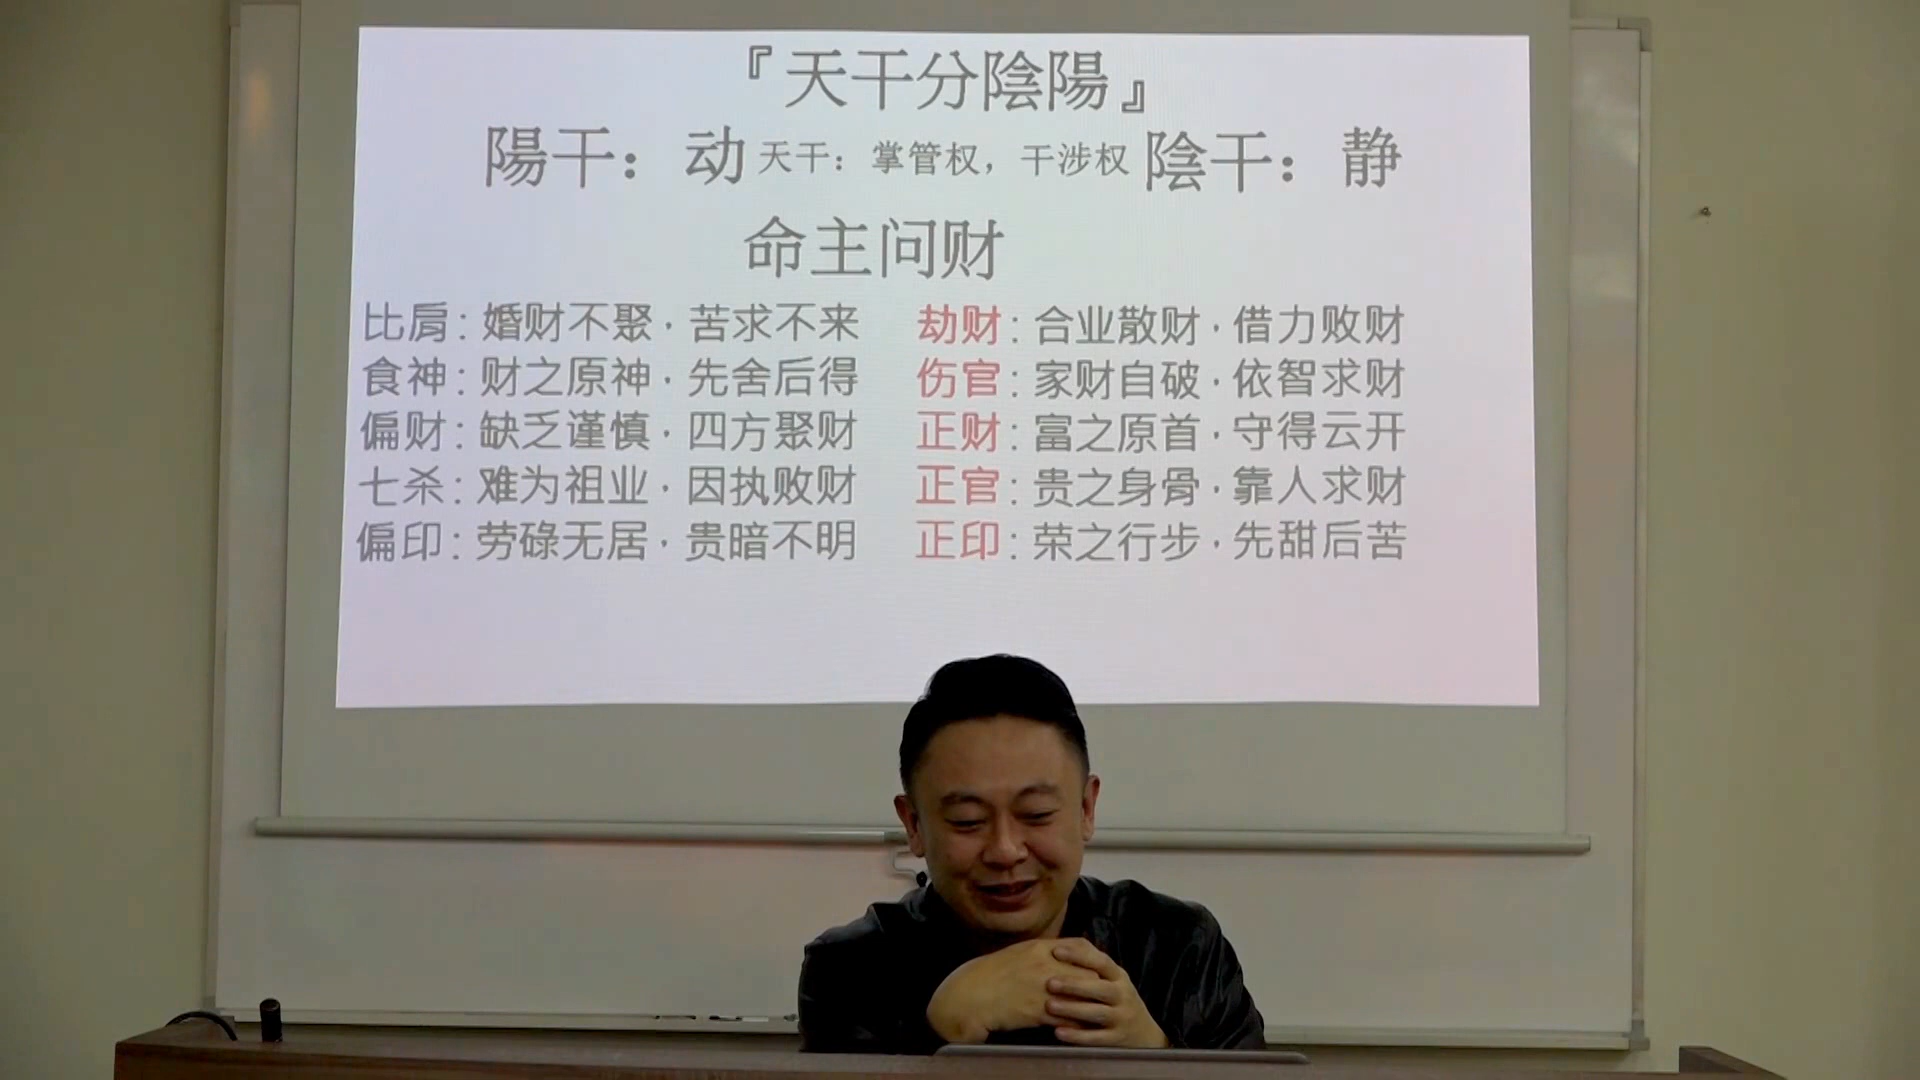 『天干分陰陽』
陽干：动 天干：掌管权，干涉权 陰干：静
命主问财
比肩：婚财不聚·苦求不来 劫财：合业散财·借力败财
食神：财之原神·先舍后得 伤官：家财自破·依智求财
偏财：缺乏谨慎·四方聚财 正财：富之原首·守得云开
七杀：难为祖业·因执败财 正官：贵之身骨·靠人求财
偏印：劳碌无居·贵暗不明 正印：荣之行步·先甜后苦